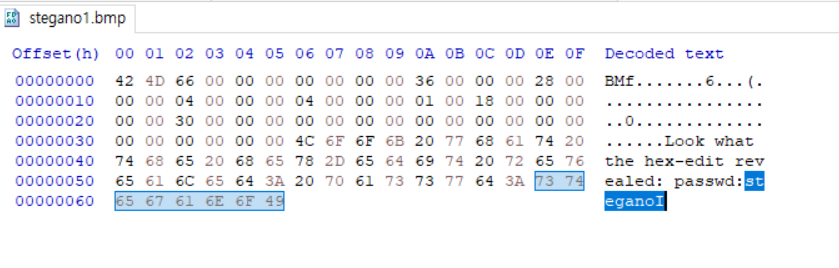 stegano1.bmp
Offset(h) 00 01 02 03 04 05 06 07 08 09 0A 0B 0C 0D 0E 0F Decoded text
00000000 42 4D 66 00 00 00 00 00 00 00 36 00 00 00 28 00 BMf.......6...(.
00000010 00 00 04 00 00 00 04 00 00 00 01 00 18 00 00 00 ................
00000020 00 00 30 00 00 00 00 00 00 00 00 00 00 00 00 00 ..0.............
00000030 00 00 00 00 00 00 4C 6F 6F 6B 20 77 68 61 74 20 ......Look what
00000040 74 68 65 20 68 65 78 2D 65 64 69 74 20 72 65 76 the hex-edit rev
00000050 65 61 6C 65 64 3A 20 70 61 73 73 77 64 3A 73 74 ealed: passwd:st
00000060 65 67 61 6E 6F 49 eganoI